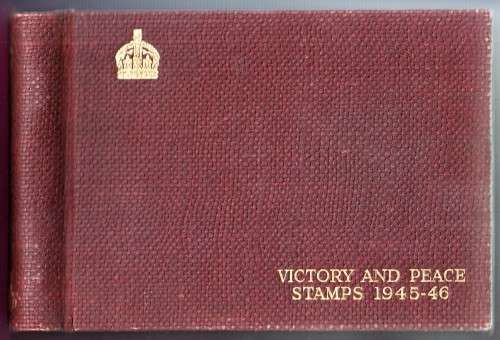 VICTORY AND PEACE
STAMPS 1945-46